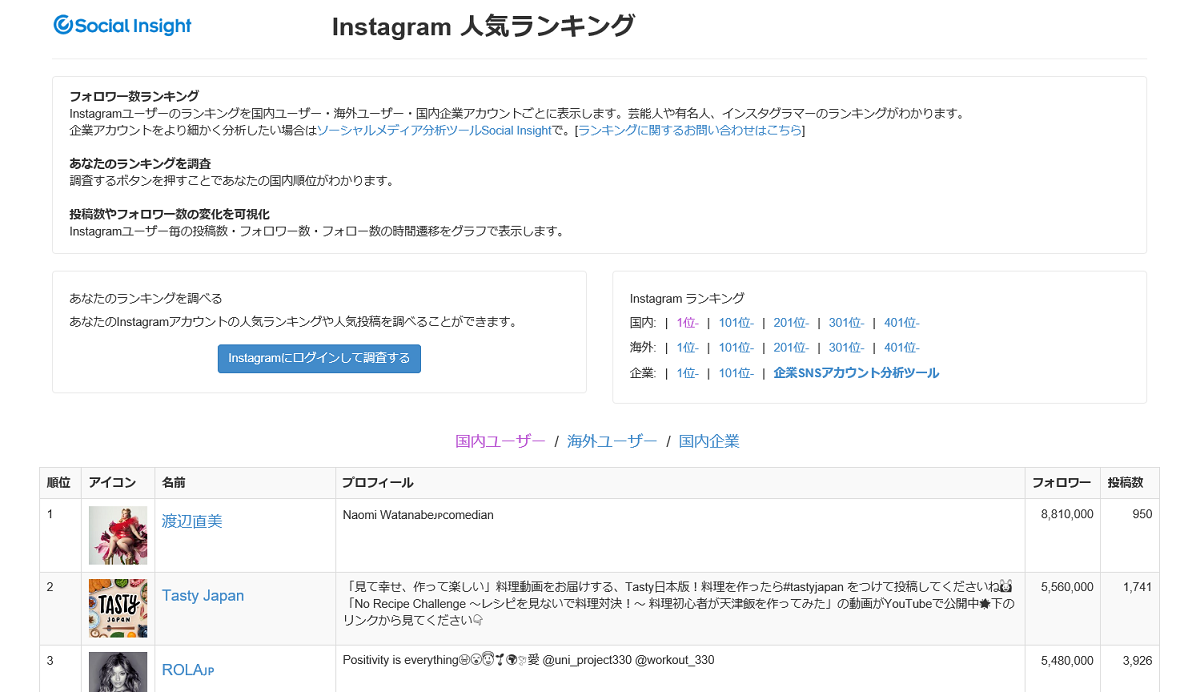 Social Insight
Instagram 人気ランキング
フォロワー数ランキング
Instagramユーザーのランキングを国内ユーザー・海外ユーザー・国内企業アカウントごとに表示します。芸能人や有名人、インスタグラマーのランキングがわかります。
企業アカウントをより細かく分析したい場合はソーシャルメディア分析ツールSocial Insightで。[ランキングに関するお問い合わせはこちら]
あなたのランキングを調査
調査するボタンを押すことであなたの国内順位がわかります。
投稿数やフォロワー数の変化を可視化
Instagramユーザー毎の投稿数・フォロワー数・フォロー数の時間遷移をグラフで表示します。
あなたのランキングを調べる
あなたのInstagramアカウントの人気ランキングや人気投稿を調べることができます。
Instagramにログインして調査する
Instagram ランキング
国内: | 1位- | 101位- | 201位- | 301位- | 401位-
海外: | 1位- | 101位- | 201位- | 301位- | 401位-
企業: | 1位- | 101位- | 企業SNSアカウント分析ツール
国内ユーザー / 海外ユーザー / 国内企業
順位 アイコン 名前 プロフィール フォロワー 投稿数
1 渡辺直美 Naomi WatanabeJPcomedian 8,810,000 950
2 TASTY JAPAN Tasty Japan 「見て幸せ、作って楽しい」料理動画をお届けする、Tasty日本版！料理を作ったら#tastyjapan をつけて投稿してくださいね🙌 5,560,000 1,741
「No Recipe Challenge 〜レシピを見ないで料理対決！〜 料理初心者が天津飯を作ってみた」の動画がYouTubeで公開中★下の
リンクから見てください👇
3 ROLAJP Positivity is everything 愛 @uni_project330 @workout_330 5,480,000 3,926